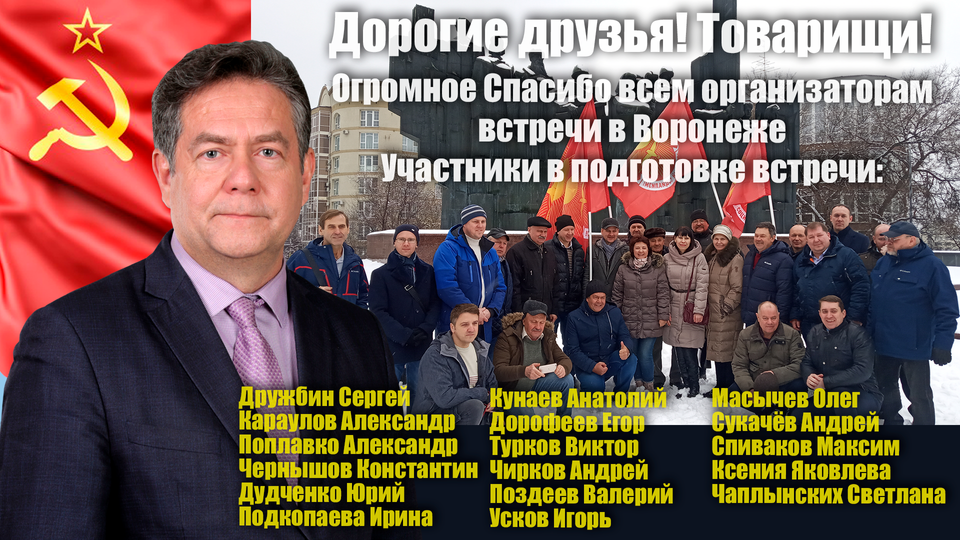 Дорогие друзья! Товарищи!
Огромное Спасибо всем организаторам
встречи в Воронеже
Участники в подготовке встречи:
Дружбин Сергей
Караулов Александр
Поплавко Александр
Чернышов Константин
Дудченко Юрий
Подкопаева Ирина
Кунаев Анатолий
Дорофеев Егор
Турков Виктор
Чирков Андрей
Поздеев Валерий
Усков Игорь
Масычев Олег
Сукачёв Андрей
Спиваков Максим
Ксения Яковлева
Чаплынских Светлана